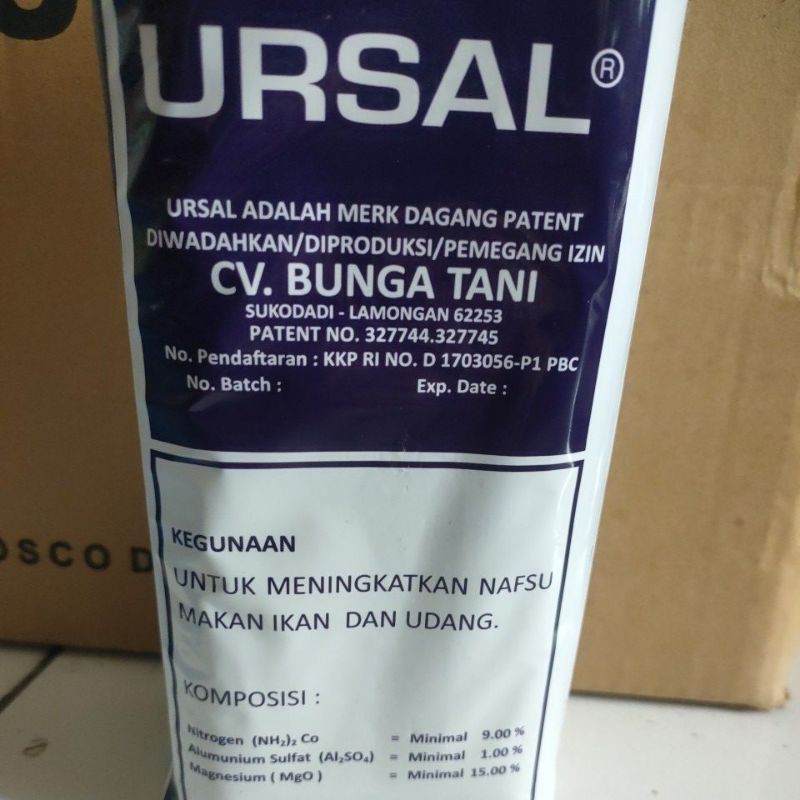 URSAL®
URSAL ADALAH MERK DAGANG PATENT
DIWADAHKAN/DIPRODUKSI/PEMEGANG IZIN
CV. BUNGA TANI
SUKODADI - LAMONGAN 62253
PATENT NO. 327744.327745
No. Pendaftaran : KKP RI NO. D 1703056-P1 PBC
No. Batch : Exp. Date :
KEGUNAAN
UNTUK MENINGKATKAN NAFSU
MAKAN IKAN DAN UDANG.
KOMPOSISI :
Nitrogen (NH₂)₂ Co = Minimal 9.00 %
Alumunium Sulfat (Al₂SO₄) = Minimal 1.00 %
Magnesium ( MgO ) = Minimal 15.00 %
OSCO D